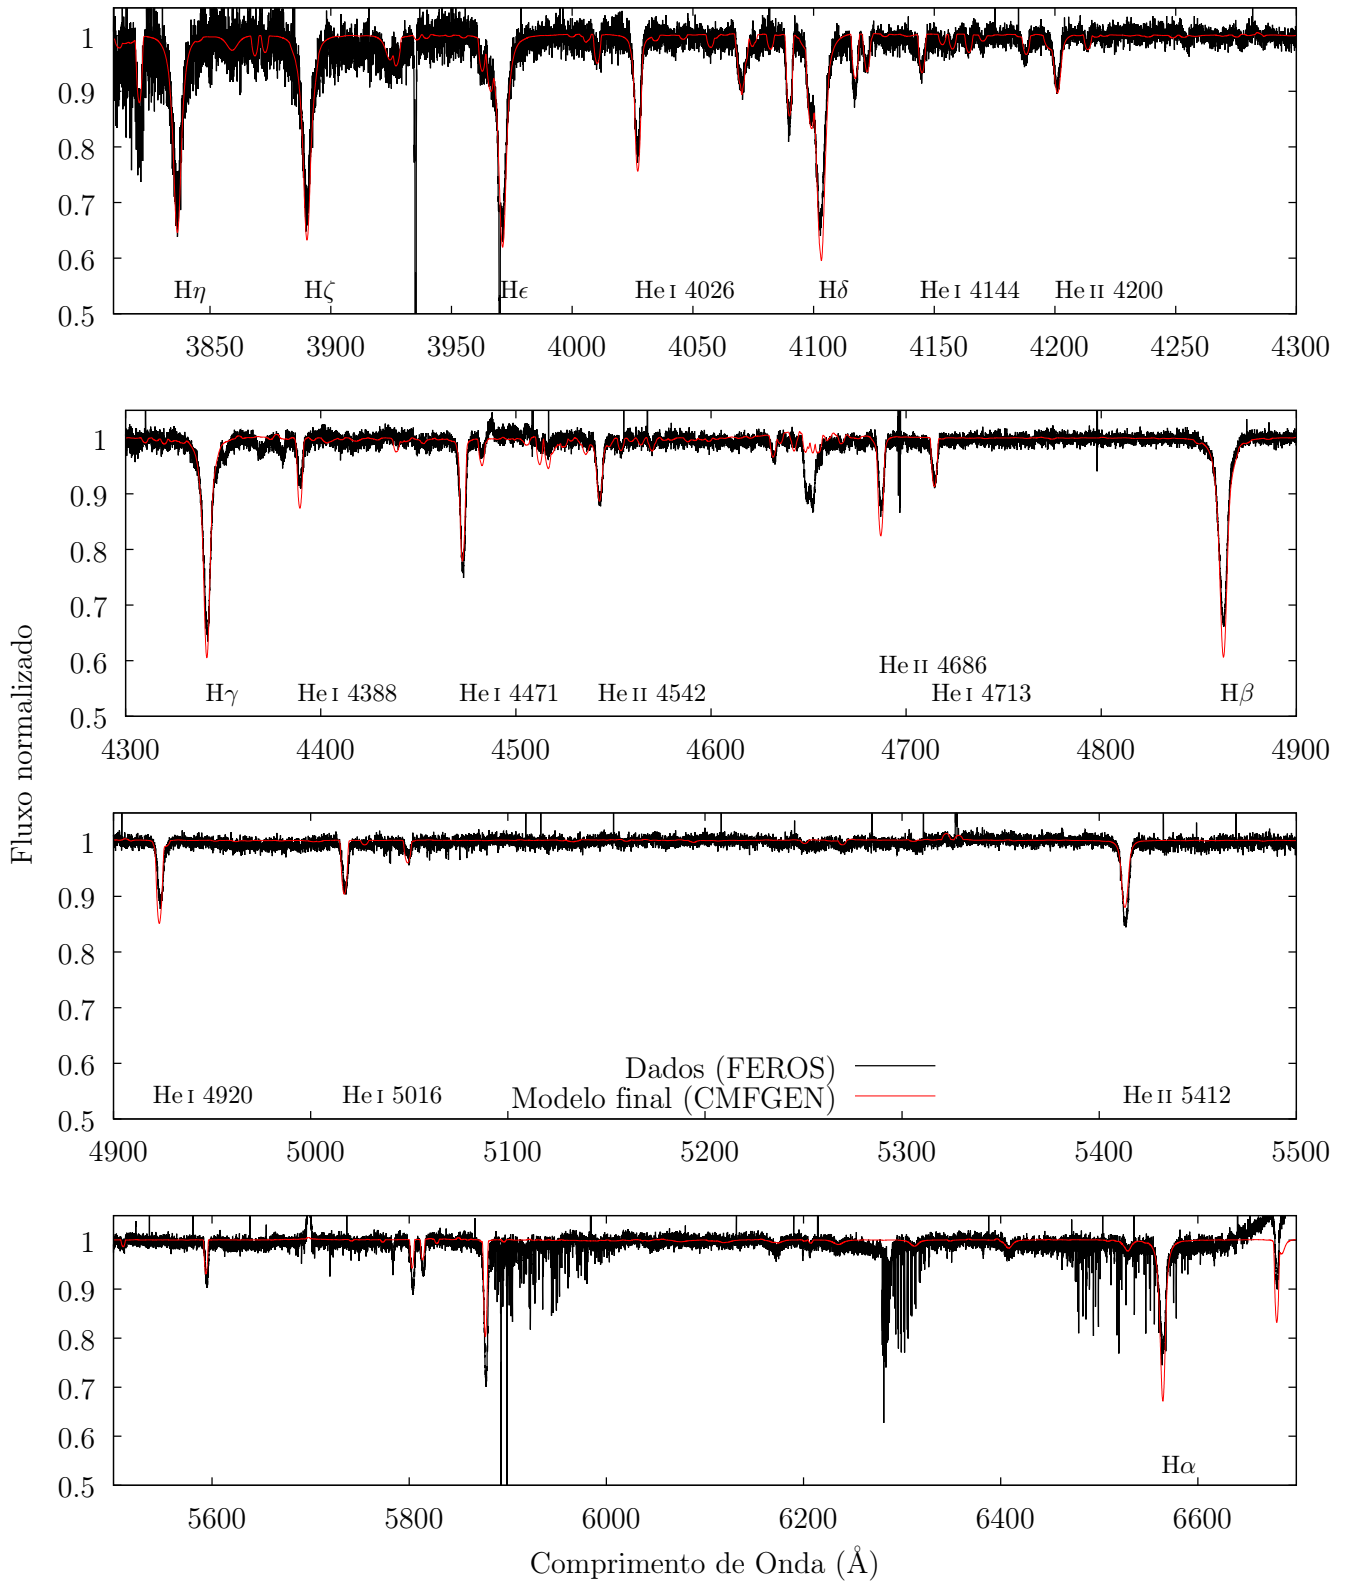 1
0.9
0.8
0.7
0.6
0.5
Hη Hζ Hϵ He I 4026 Hδ He I 4144 He II 4200
3850 3900 3950 4000 4050 4100 4150 4200 4250 4300
1
0.9
0.8
0.7
0.6
0.5
He II 4686
Hγ He I 4388 He I 4471 He II 4542 He I 4713 Hβ
4300 4400 4500 4600 4700 4800 4900
Fluxo normalizado
1
0.9
0.8
0.7
0.6
0.5
Dados (FEROS)
Modelo final (CMFGEN)
He I 4920 He I 5016 He II 5412
4900 5000 5100 5200 5300 5400 5500
1
0.9
0.8
0.7
0.6
0.5
Hα
5600 5800 6000 6200 6400 6600
Comprimento de Onda (Å)